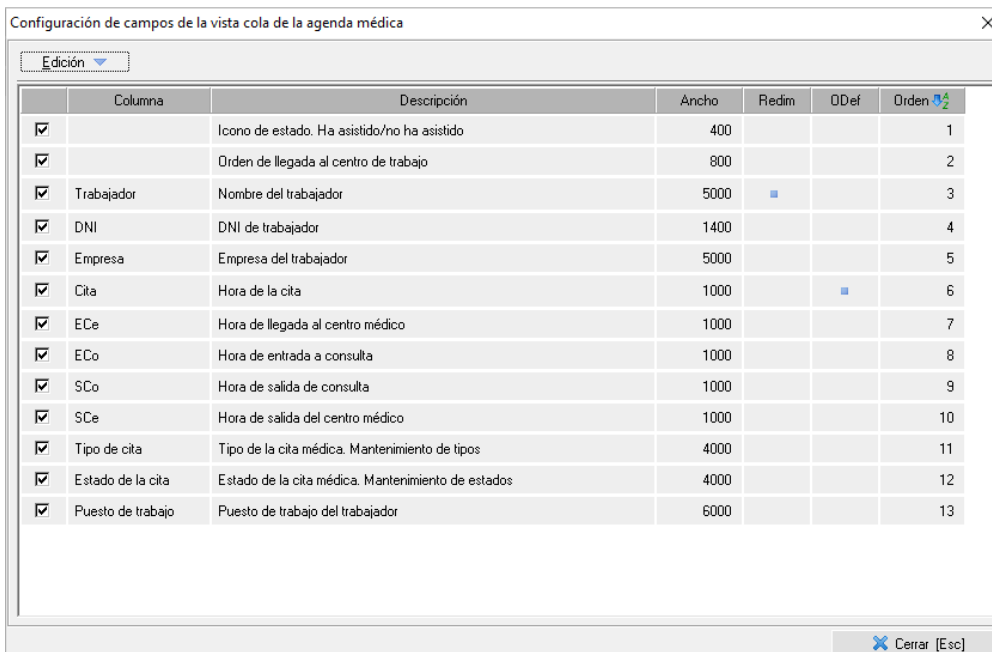 Configuración de campos de la vista cola de la agenda médica
Edición
Columna Descripción Ancho Redim ODef Orden
Icono de estado. Ha asistido/no ha asistido 400 1
Orden de llegada al centro de trabajo 800 2
Trabajador Nombre del trabajador 5000 3
DNI DNI de trabajador 1400 4
Empresa Empresa del trabajador 5000 5
Cita Hora de la cita 1000 6
ECe Hora de llegada al centro médico 1000 7
ECo Hora de entrada a consulta 1000 8
SCo Hora de salida de consulta 1000 9
SCe Hora de salida del centro médico 1000 10
Tipo de cita Tipo de la cita médica. Mantenimiento de tipos 4000 11
Estado de la cita Estado de la cita médica. Mantenimiento de estados 4000 12
Puesto de trabajo Puesto de trabajo del trabajador 6000 13
Cerrar [Esc]